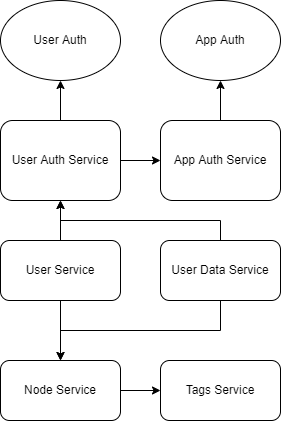 User Auth
App Auth
User Auth Service
App Auth Service
User Service
User Data Service
Node Service
Tags Service